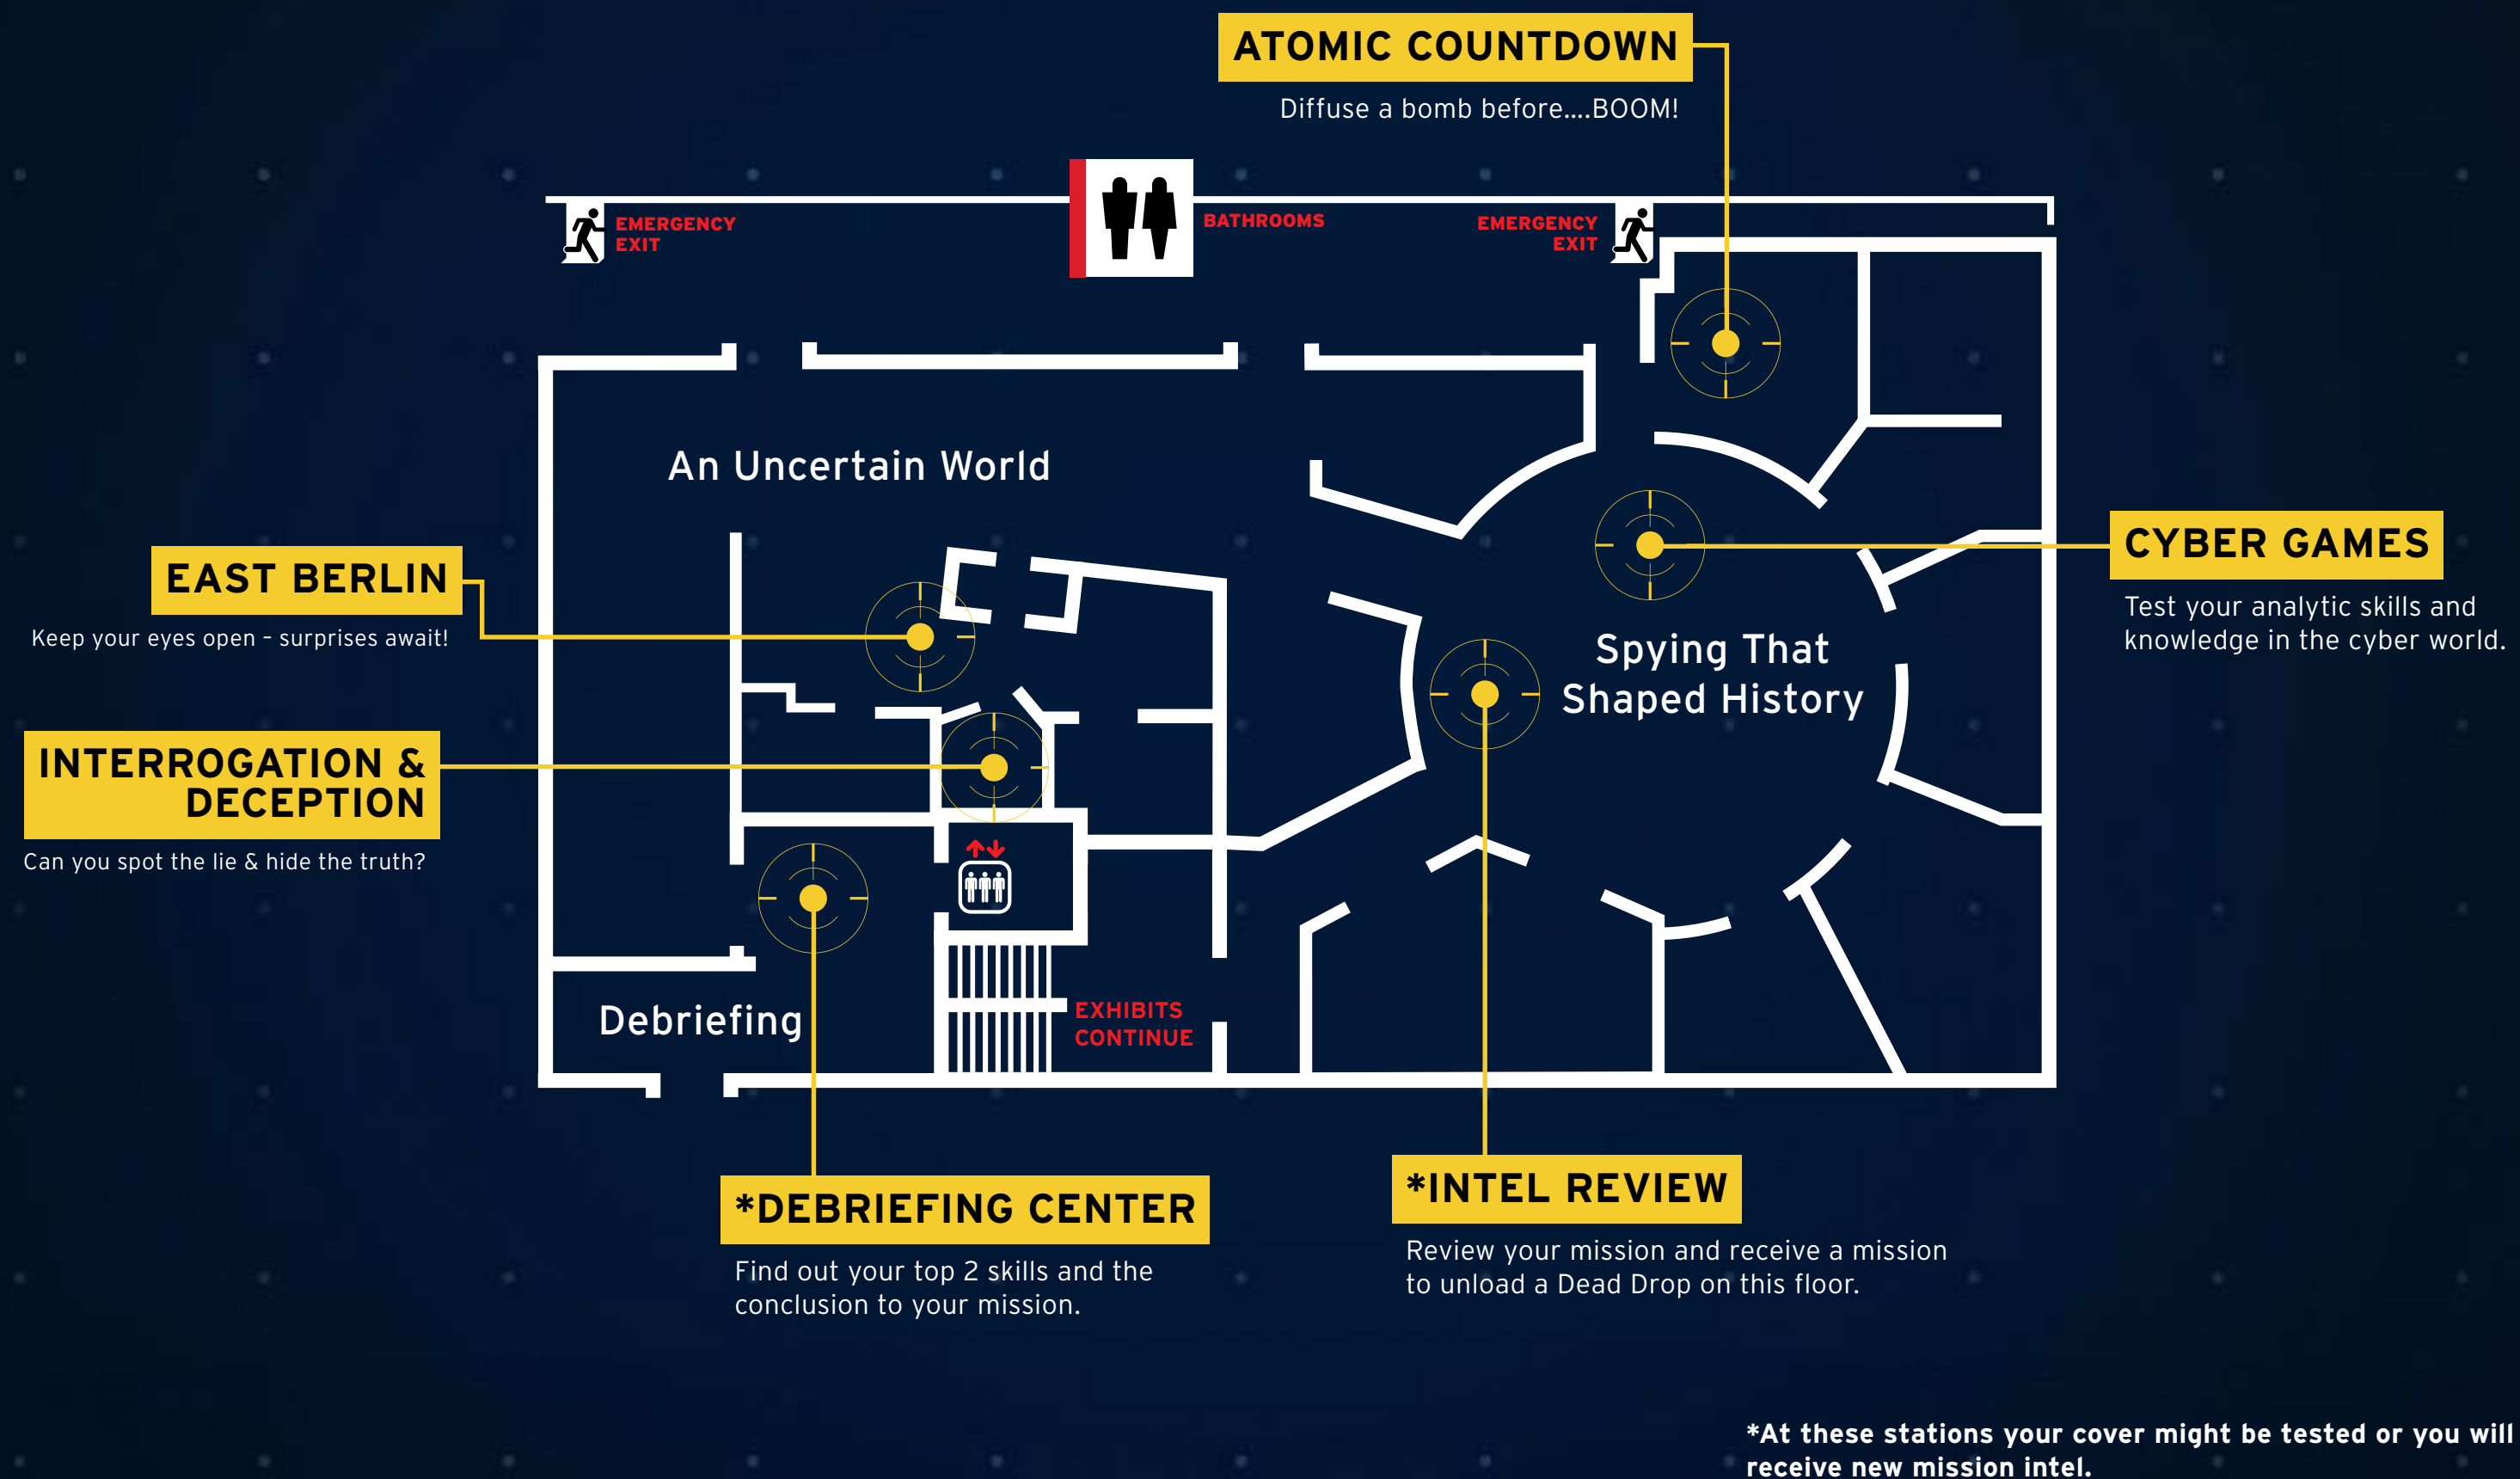 ATOMIC COUNTDOWN
Diffuse a bomb before....BOOM!
EMERGENCY
EXIT
BATHROOMS
EMERGENCY
EXIT
An Uncertain World
EAST BERLIN
Keep your eyes open – surprises await!
CYBER GAMES
Test your analytic skills and
knowledge in the cyber world.
Spying That
Shaped History
INTERROGATION &
DECEPTION
Can you spot the lie & hide the truth?
Debriefing
EXHIBITS
CONTINUE
*DEBRIEFING CENTER
Find out your top 2 skills and the
conclusion to your mission.
*INTEL REVIEW
Review your mission and receive a mission
to unload a Dead Drop on this floor.
*At these stations your cover might be tested or you will
receive new mission intel.